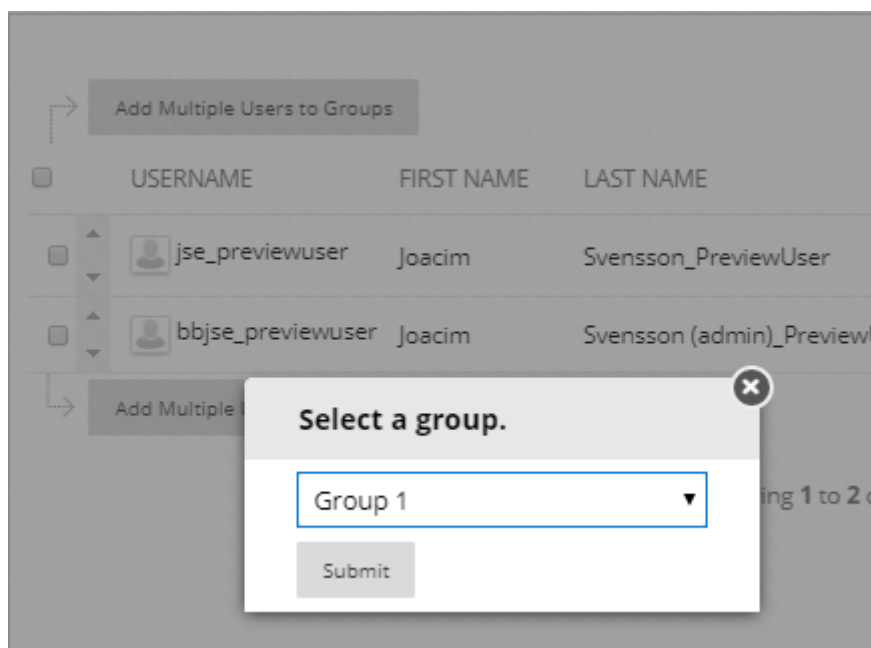 Add Multiple Users to Groups
USERNAME FIRST NAME LAST NAME
jse_previewuser Joacim Svensson_PreviewUser
bbjse_previewuser Joacim Svensson (admin)_Preview
Add Multiple
Select a group.
Group 1
ing 1 to 2
Submit